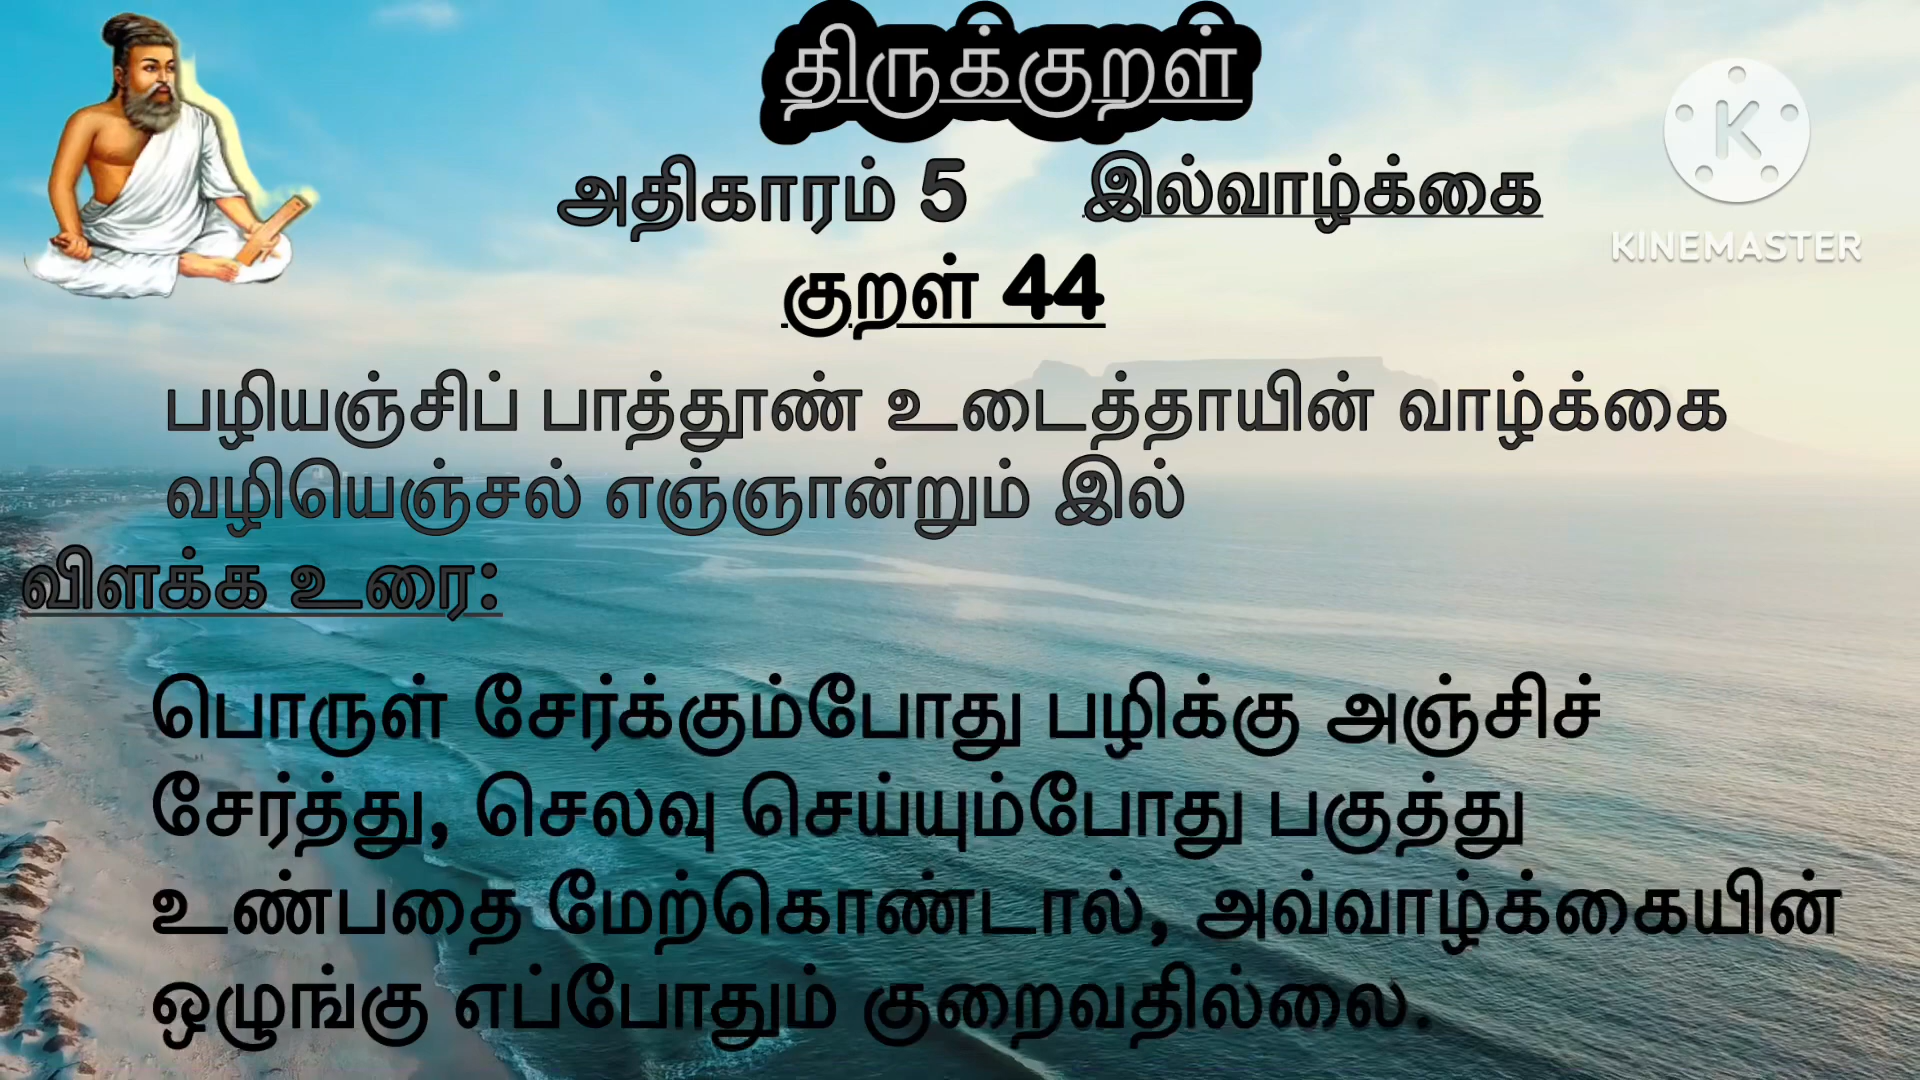 திருக்குறள்
அதிகாரம் 5 இல்வாழ்க்கை
K
KINEMASTER
குறள் 44
பழியஞ்சிப் பாத்தூண் உடைத்தாயின் வாழ்க்கை
வழியெஞ்சல் எஞ்ஞான்றும் இல்
விளக்க உரை:
பொருள் சேர்க்கும்போது பழிக்கு அஞ்சிச்
சேர்த்து, செலவு செய்யும்போது பகுத்து
உண்பதை மேற்கொண்டால், அவ்வாழ்க்கையின்
ஒழுங்கு எப்போதும் குறைவதில்லை.